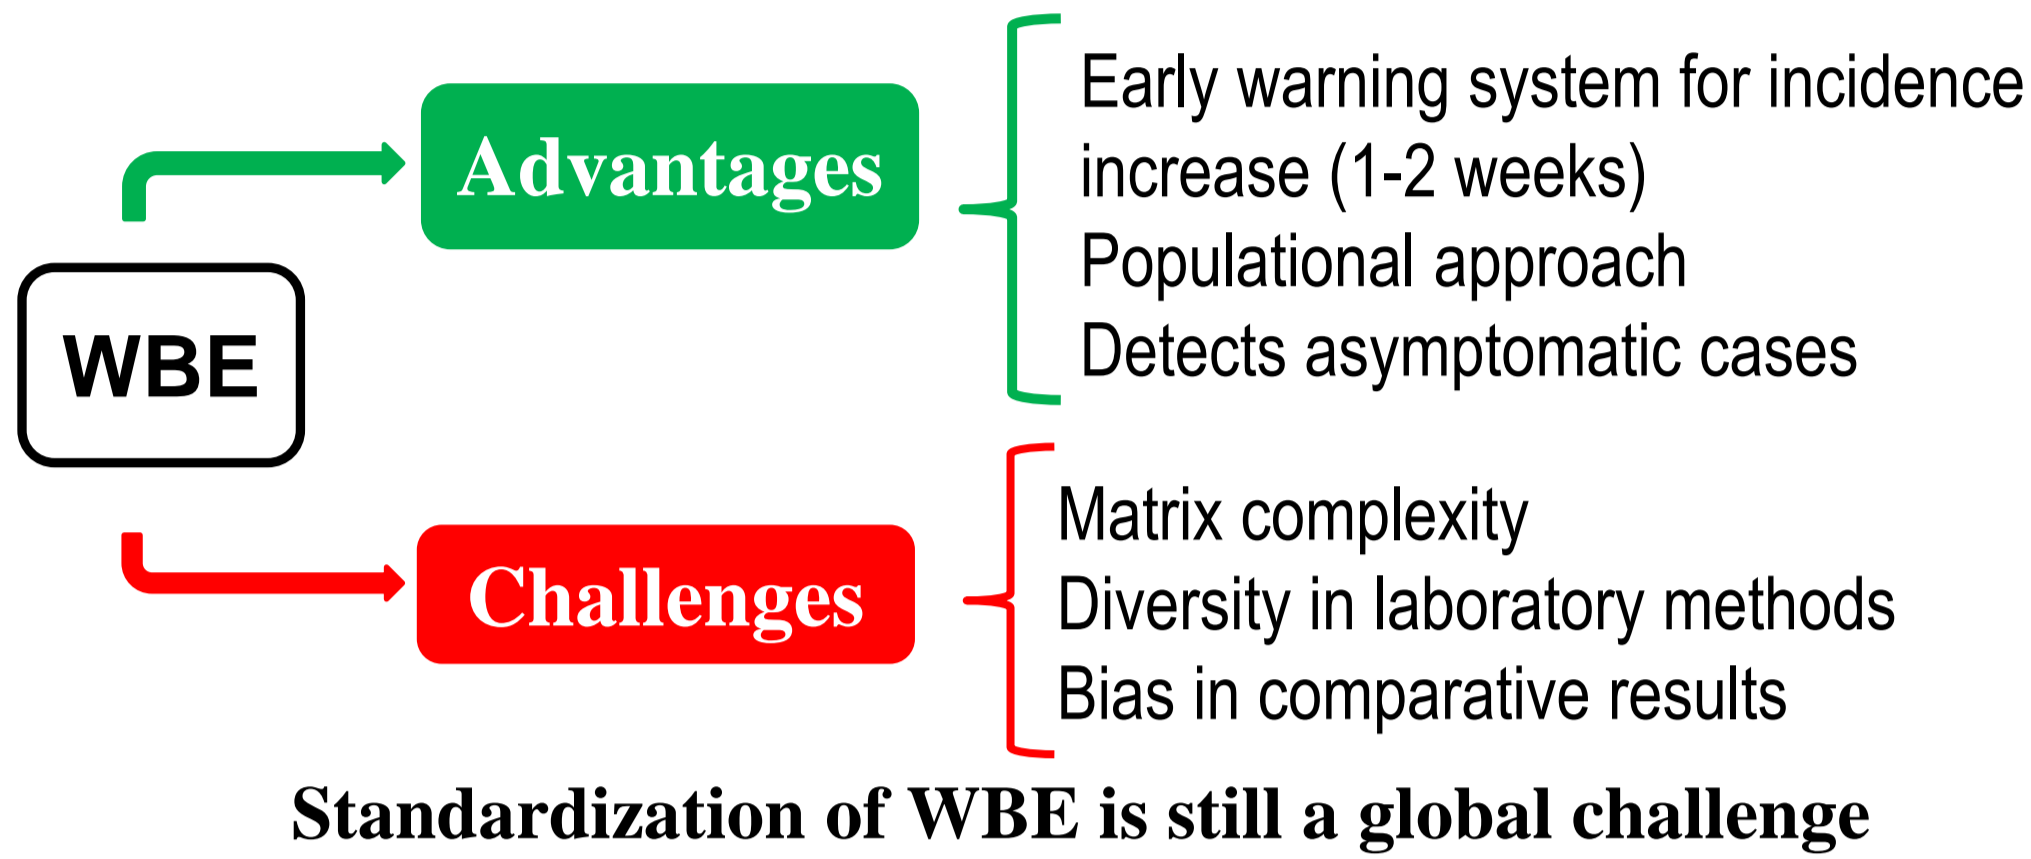 WBE
Advantages
Early warning system for incidence
increase (1-2 weeks)
Populational approach
Detects asymptomatic cases
Challenges
Matrix complexity
Diversity in laboratory methods
Bias in comparative results
Standardization of WBE is still a global challenge